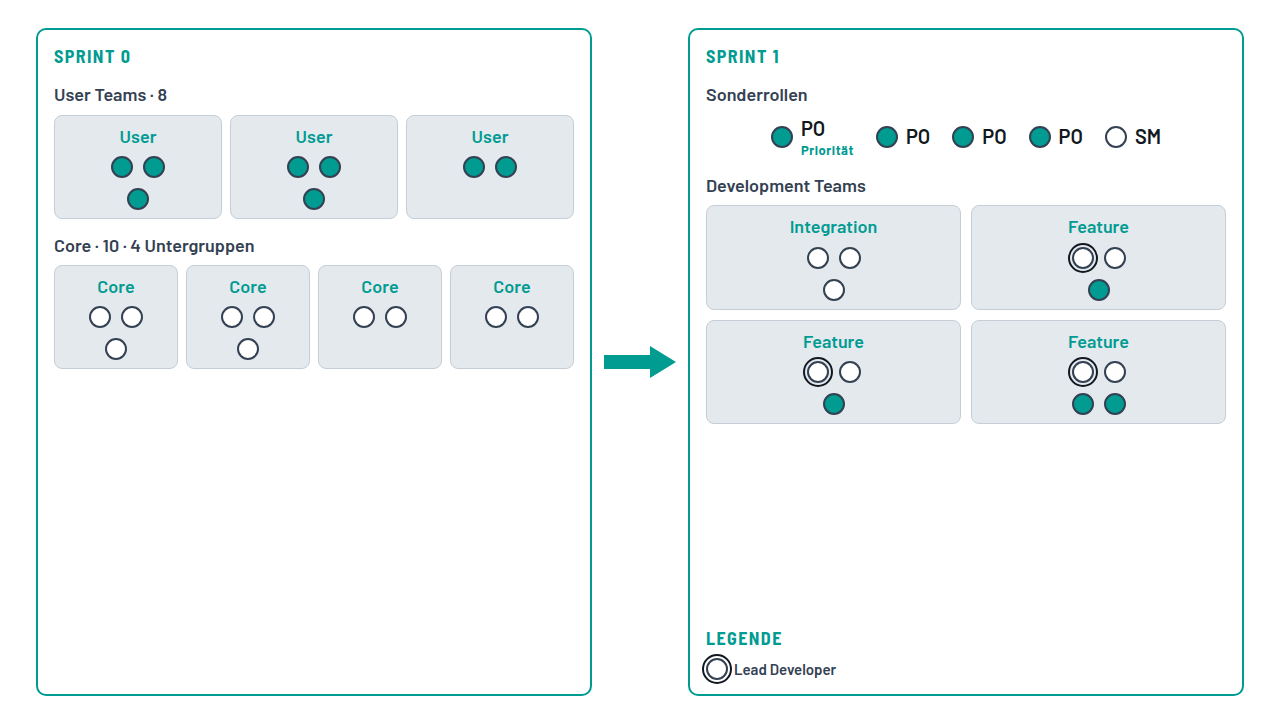 SPRINT 0
User Teams · 8
User
User
User
Core · 10 · 4 Untergruppen
Core
Core
Core
Core
SPRINT 1
Sonderrollen
PO
Priorität
PO
PO
PO
SM
Development Teams
Integration
Feature
Feature
Feature
LEGENDE
Lead Developer